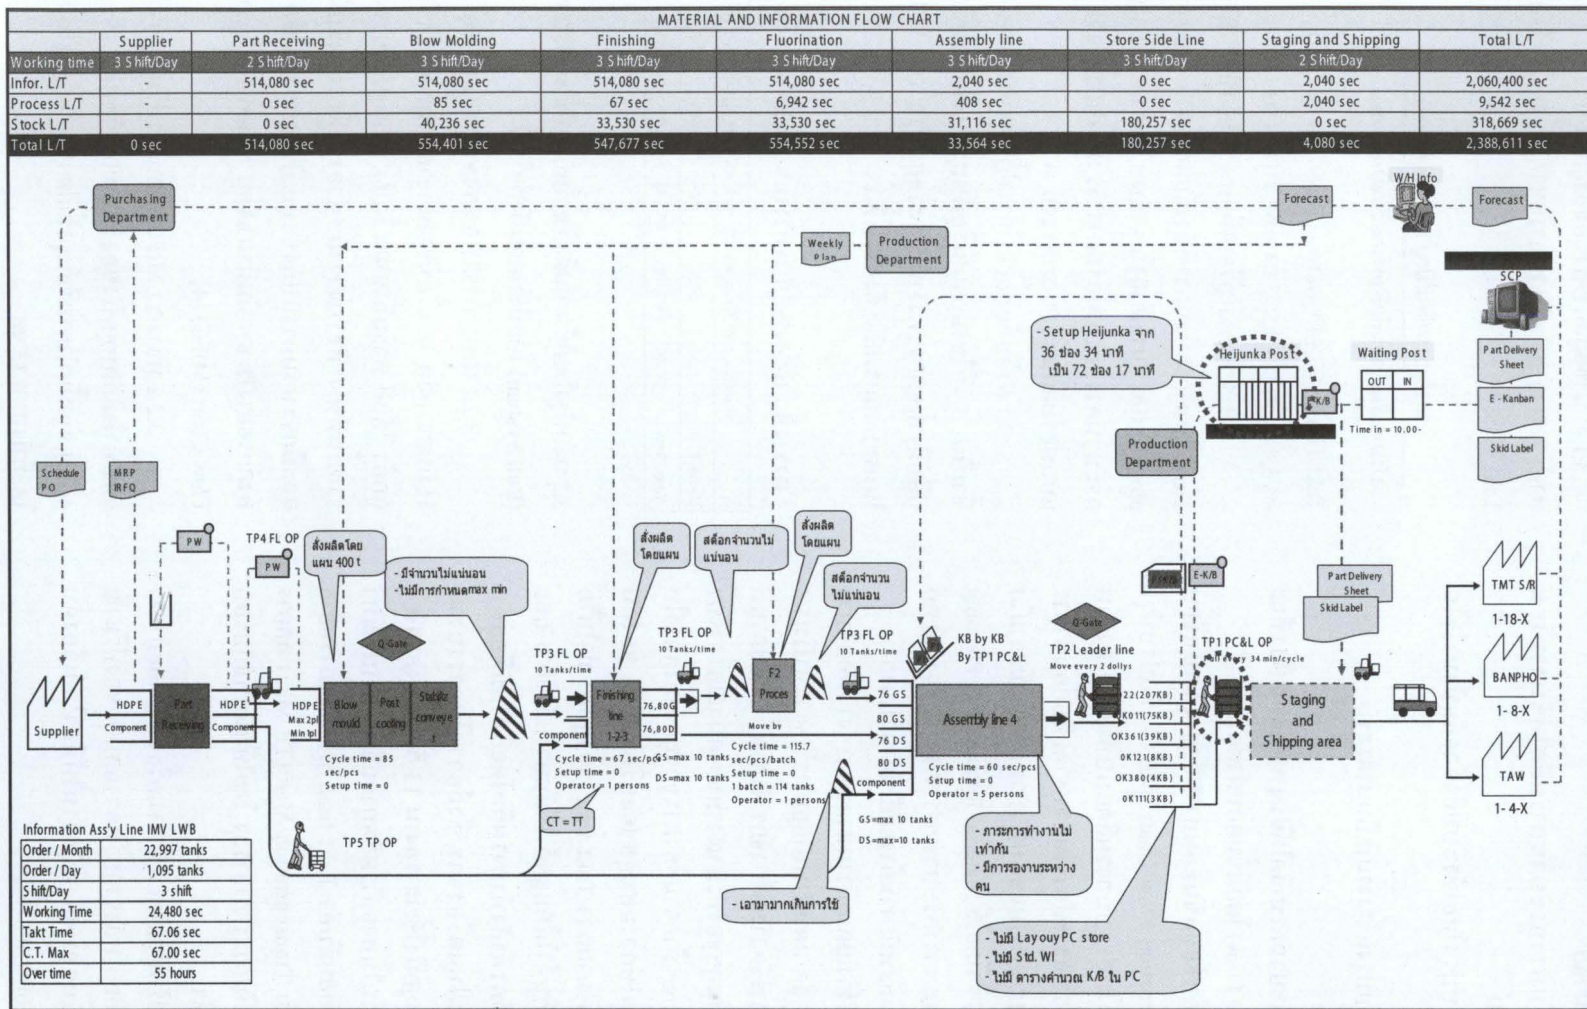 MATERIAL AND INFORMATION FLOW CHART
Supplier Part Receiving Blow Molding Finishing Fluorination Assembly line Store Side Line Staging and Shipping Total L/T
Working time 3 Shift/Day 2 Shift/Day 3 Shift/Day 3 Shift/Day 3 Shift/Day 3 Shift/Day 3 Shift/Day 2 Shift/Day
Infor. L/T - 514,080 sec 514,080 sec 514,080 sec 514,080 sec 2,040 sec 0 sec 2,040 sec 2,060,400 sec
Process L/T - 0 sec 85 sec 67 sec 6,942 sec 408 sec 0 sec 2,040 sec 9,542 sec
Stock L/T - 0 sec 40,236 sec 33,530 sec 33,530 sec 31,116 sec 180,257 sec 0 sec 318,669 sec
Total L/T 0 sec 514,080 sec 554,401 sec 547,677 sec 554,552 sec 33,564 sec 180,257 sec 4,080 sec 2,388,611 sec
W/H Info
Purchasing
Department
Forecast
Forecast
Weekly
Plan
Production
Department
SCP
- Setup Heijunka จาก
36 ช่อง 34 นาที
เป็น 72 ช่อง 17 นาที
Heijunka Post
Waiting Post
OUT IN
E-K/B
Time in = 10.00-
Part Delivery
Sheet
E - Kanban
Skid Label
Production
Department
Schedule
PO
MRP
IRFQ
PW
TP4 FL OP
PW
สั่งผลิตโดย
แผน 400 t
- มีจำนวนไม่แน่นอน
-ไม่มีการกำหนดmax min
สั่งผลิต
โดยแผน
สต็อกจำนวนไม่
แน่นอน
สั่งผลิต
โดยแผน
สต็อกจำนวน
ไม่แน่นอน
E-K/B
Part Delivery
Sheet
Skid Label
TMT S/R
1-18-X
Q-Gate
TP3 FL OP
10 Tanks/time
TP3 FL OP
10 Tanks/time
TP3 FL OP
10 Tanks/time
KB by KB
By TP1 PC&L
Q-Gate
TP2 Leader line
Move every 2 dollys
TP1 PC&L OP
34 min/cycle
Supplier
HDPE
Component
Part
Receiving
HDPE
Component
HDPE
Max 2pl
Min 1pl
Blow
mould
Post
cooling
Stabiliz
conveye
t
component
Finishing
line
1-2-3
76,80G
76,80D
F2
Proces
Move by
76 GS
80 GS
76 DS
80 DS
component
Assembly line 4
22(207KB)
0K011(75KB)
0K361(39KB)
0K121(8KB)
0K380(4KB)
0K111(3KB)
Staging
and
Shipping area
BANPHO
1- 8-X
TAW
1- 4-X
Cycle time = 85
sec/pcs
Setup time = 0
Cycle time = 67 sec/pcs
Setup time = 0
Operator = 1 persons
GS=max 10 tanks
DS=max 10 tanks
Cycle time = 115.7
sec/pcs/batch
Setup time = 0
1 batch = 114 tanks
Operator = 1 persons
Cycle time = 60 sec/pcs
Setup time = 0
Operator = 5 persons
GS=max 10 tanks
DS=max=10 tanks
CT = TT
TP5 TP OP
- เอามามากเกินการใช้
- ภาระการทำงานไม่
เท่ากัน
- มีการรองานระหว่าง
คน
- ไม่มี Layouy PC store
- ไม่มี Std. WI
- ไม่มี ตารางคำนวณ K/B ใน PC
Information Ass'y Line IMV LWB
Order / Month 22,997 tanks
Order / Day 1,095 tanks
Shift/Day 3 shift
Working Time 24,480 sec
Takt Time 67.06 sec
C.T. Max 67.00 sec
Over time 55 hours